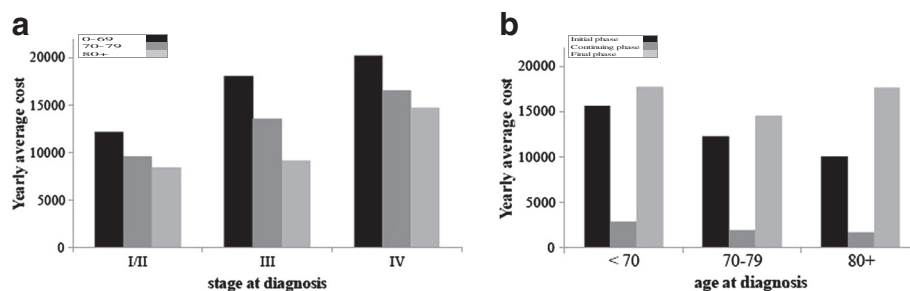 a
0-69
70-79
80+
Yearly average cost
20000
15000
10000
5000
0
I/II
III
IV
stage at diagnosis
b
Initial phase
Continuing phase
Final phase
Yearly average cost
20000
15000
10000
5000
0
< 70
70-79
80+
age at diagnosis